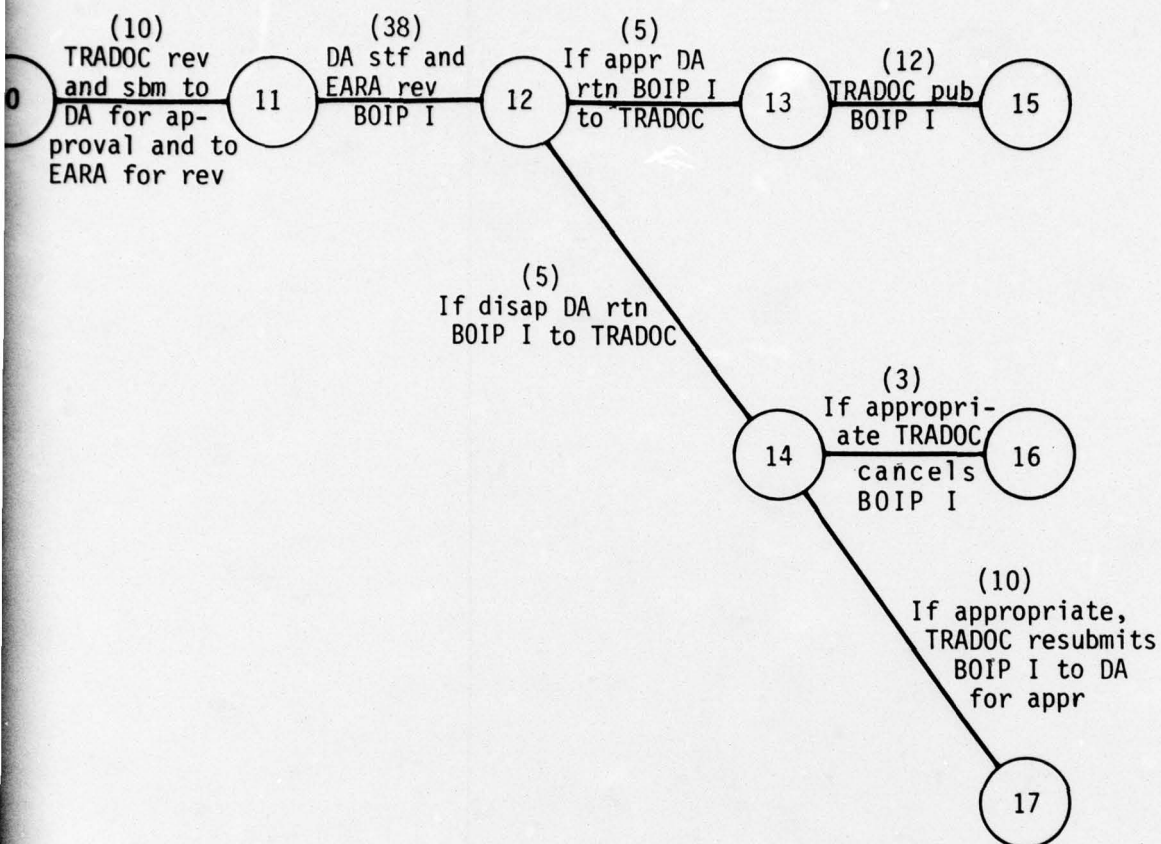 (10)
TRADOC rev
and sbm to
DA for ap-
proval and to
EARA for rev
0
11
(38)
DA stf and
EARA rev
BOIP I
12
(5)
If appr DA
rtn BOIP I
to TRADOC
13
(12)
TRADOC pub
BOIP I
15
(5)
If disap DA rtn
BOIP I to TRADOC
14
(3)
If appropri-
ate TRADOC
cancels
BOIP I
16
(10)
If appropriate,
TRADOC resubmits
BOIP I to DA
for appr
17